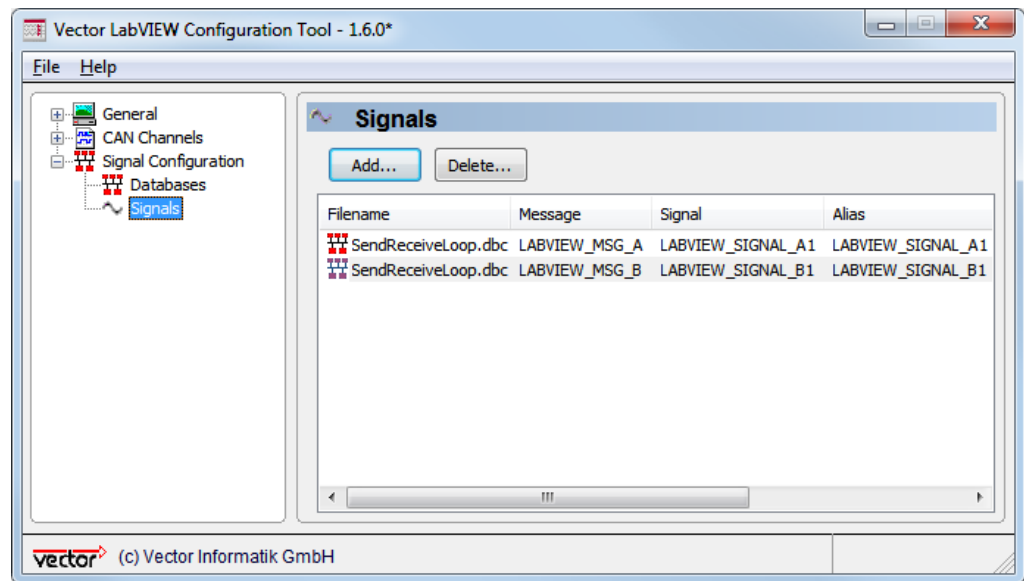 Vector LabVIEW Configuration Tool - 1.6.0*
File Help
General
CAN Channels
Signal Configuration
Databases
Signals
Signals
Add... Delete...
Filename Message Signal Alias
SendReceiveLoop.dbc LABVIEW_MSG_A LABVIEW_SIGNAL_A1 LABVIEW_SIGNAL_A1
SendReceiveLoop.dbc LABVIEW_MSG_B LABVIEW_SIGNAL_B1 LABVIEW_SIGNAL_B1
vector (c) Vector Informatik GmbH